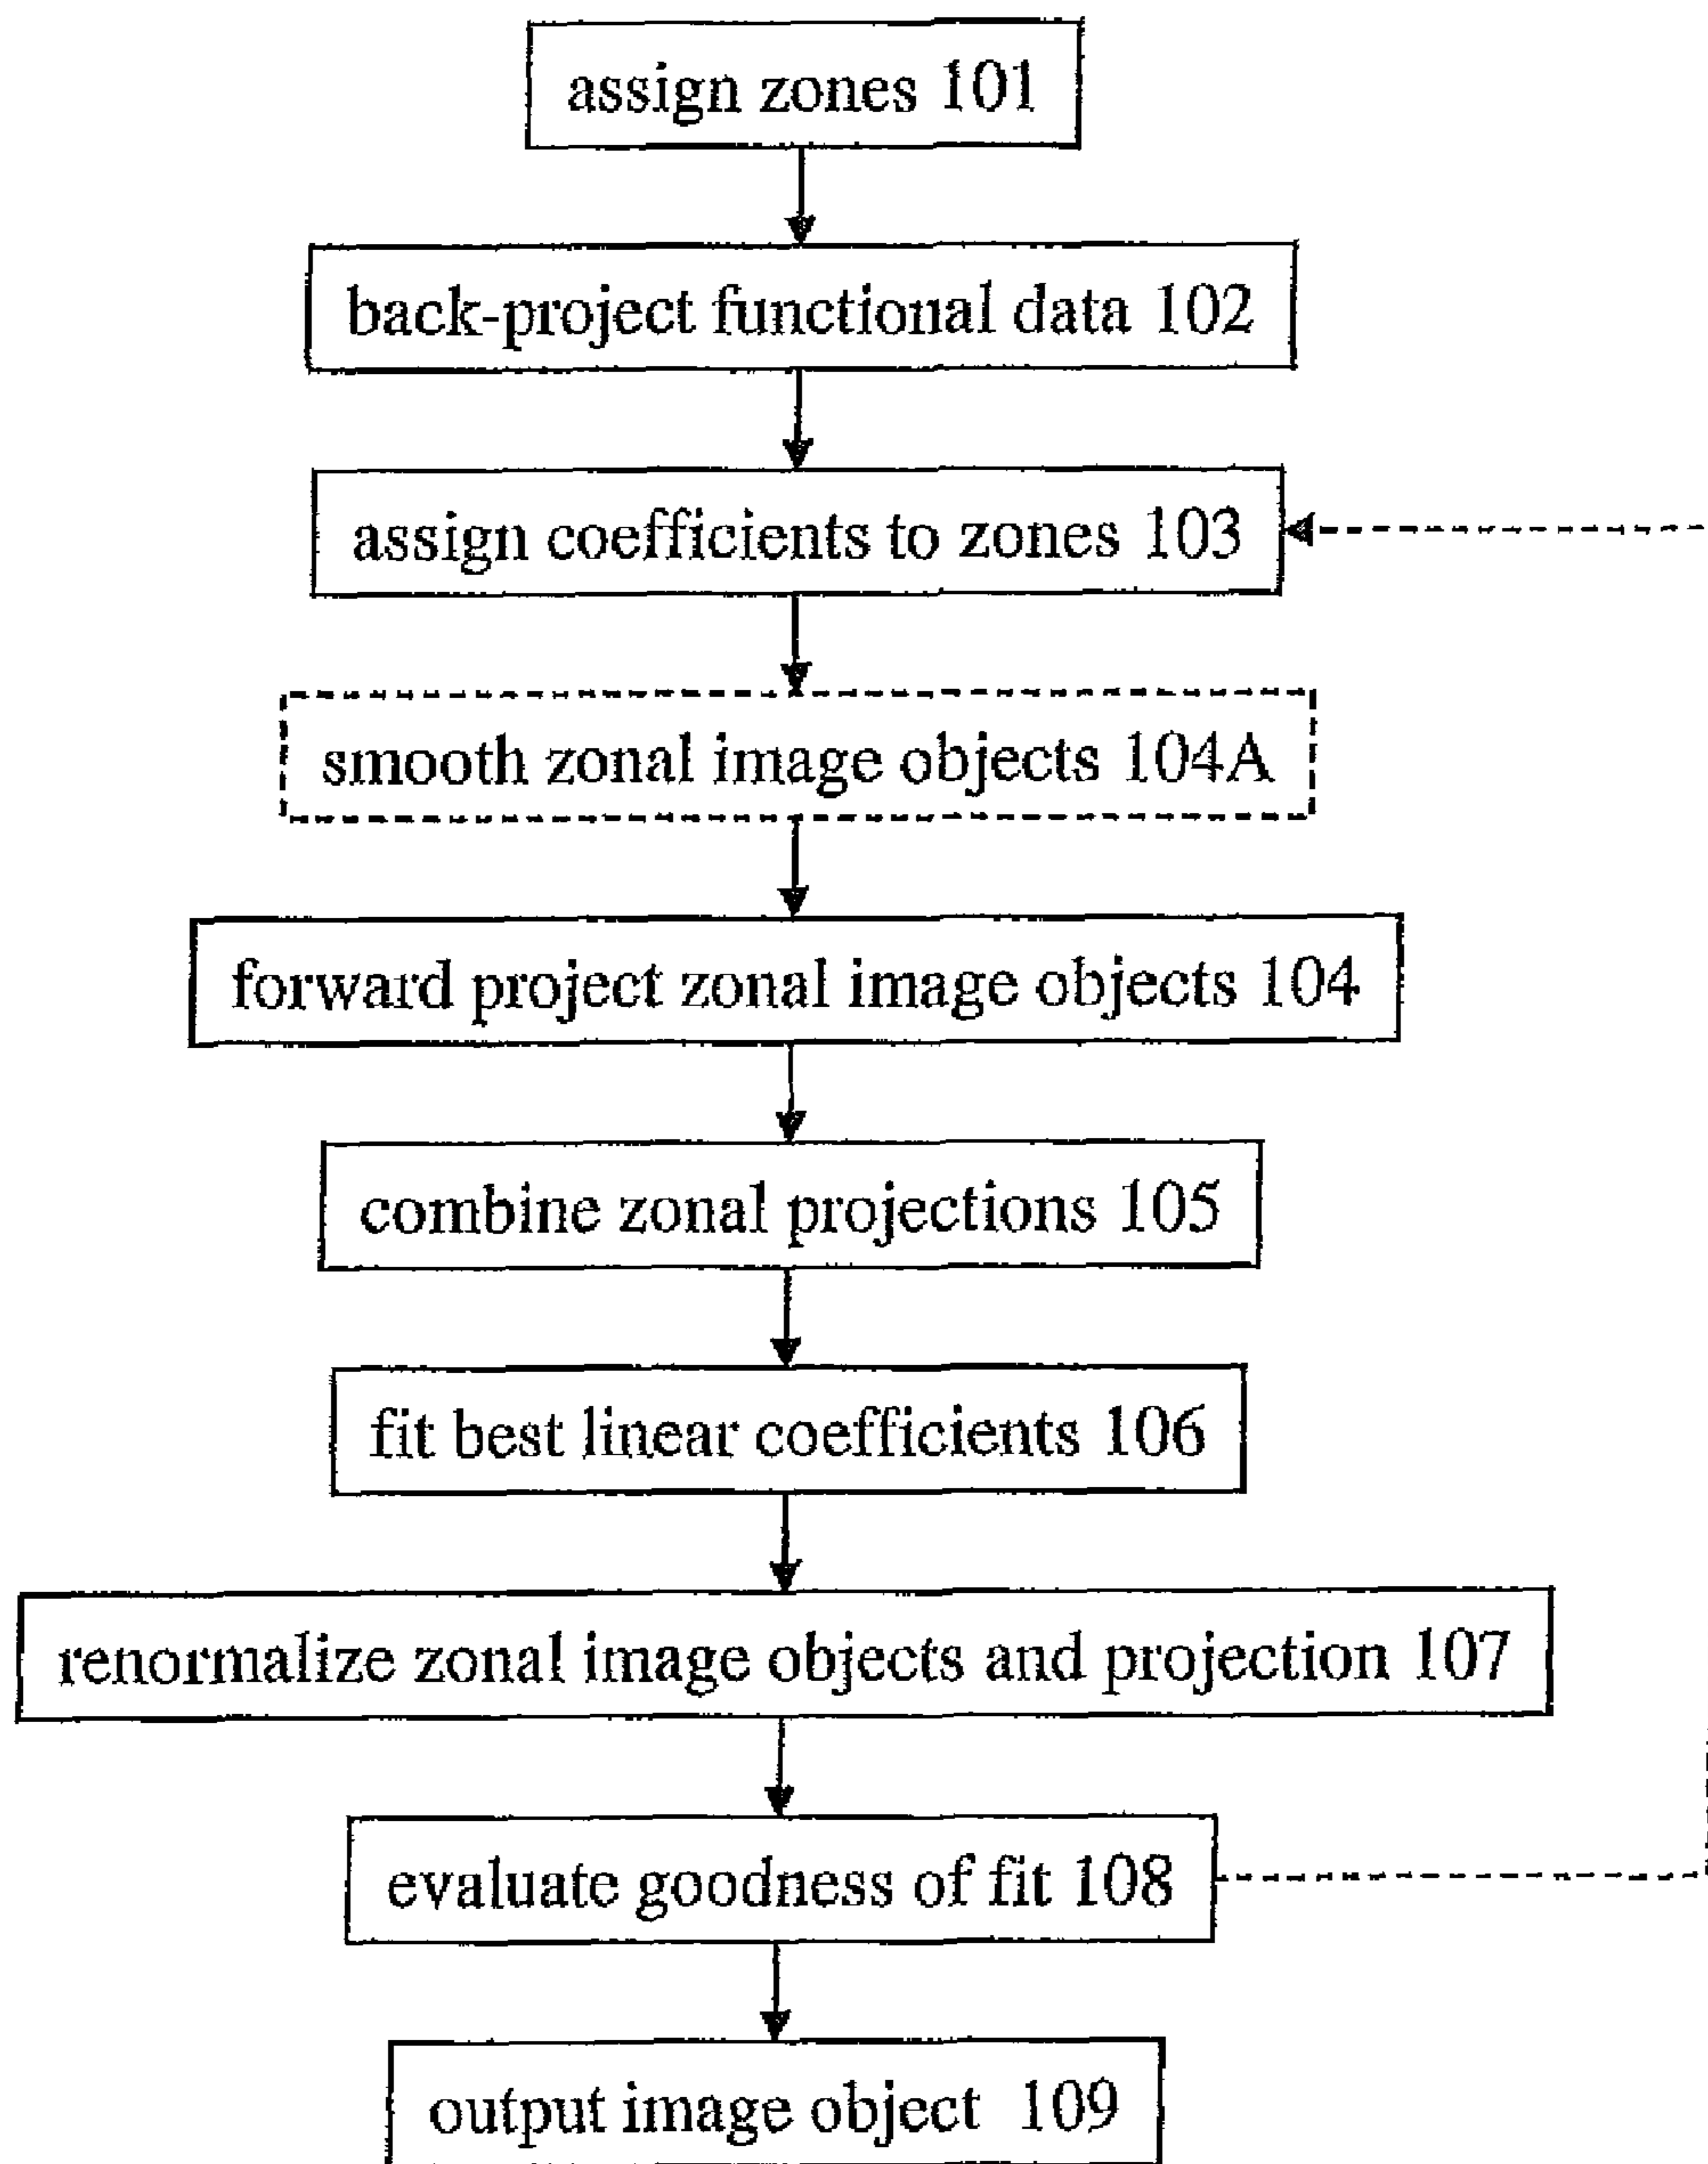 assign zones 101
back-project functional data 102
assign coefficients to zones 103
smooth zonal image objects 104A
forward project zonal image objects 104
combine zonal projections 105
fit best linear coefficients 106
renormalize zonal image objects and projection 107
evaluate goodness of fit 108
output image object 109